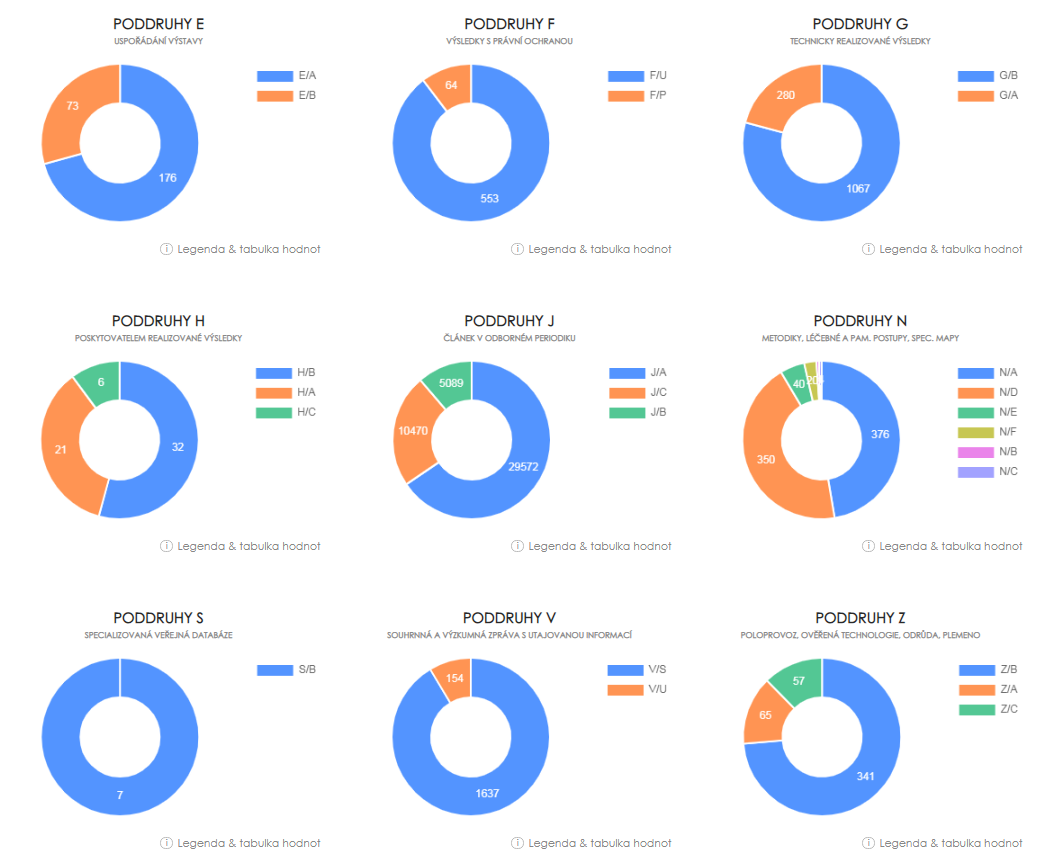 PODDRUHY E
USPOŘÁDÁNÍ VÝSTAVY
E/A
E/B
73
176
ⓘ Legenda & tabulka hodnot
PODDRUHY F
VÝSLEDKY S PRÁVNÍ OCHRANOU
F/U
F/P
64
553
ⓘ Legenda & tabulka hodnot
PODDRUHY G
TECHNICKY REALIZOVANÉ VÝSLEDKY
G/B
G/A
280
1067
ⓘ Legenda & tabulka hodnot
PODDRUHY H
POSKYTOVATELEM REALIZOVANÉ VÝSLEDKY
H/B
H/A
H/C
6
21
32
ⓘ Legenda & tabulka hodnot
PODDRUHY J
ČLÁNEK V ODBORNÉM PERIODIKU
J/A
J/C
J/B
5089
10470
29572
ⓘ Legenda & tabulka hodnot
PODDRUHY N
METODIKY, LÉČEBNÉ A PAM. POSTUPY, SPEC. MAPY
N/A
N/D
N/E
N/F
N/B
N/C
40
376
350
ⓘ Legenda & tabulka hodnot
PODDRUHY S
SPECIALIZOVANÁ VEŘEJNÁ DATABÁZE
S/B
7
ⓘ Legenda & tabulka hodnot
PODDRUHY V
SOUHRNNÁ A VÝZKUMNÁ ZPRÁVA S UTAJOVANOU INFORMACÍ
V/S
V/U
154
1637
ⓘ Legenda & tabulka hodnot
PODDRUHY Z
POLOPROVOZ, OVĚŘENÁ TECHNOLOGIE, ODRŮDA, PLEMENO
Z/B
Z/A
Z/C
57
65
341
ⓘ Legenda & tabulka hodnot